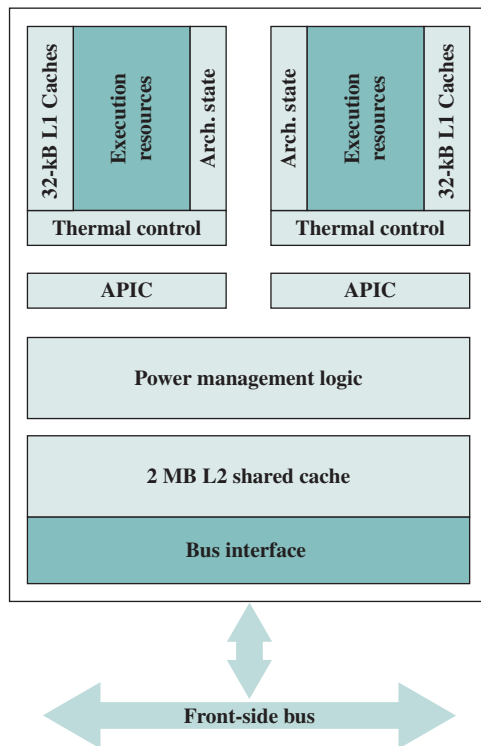 32-kB L1 Caches
Execution
resources
Arch. state
Arch. state
Execution
resources
32-kB L1 Caches
Thermal control
Thermal control
APIC
APIC
Power management logic
2 MB L2 shared cache
Bus interface
Front-side bus